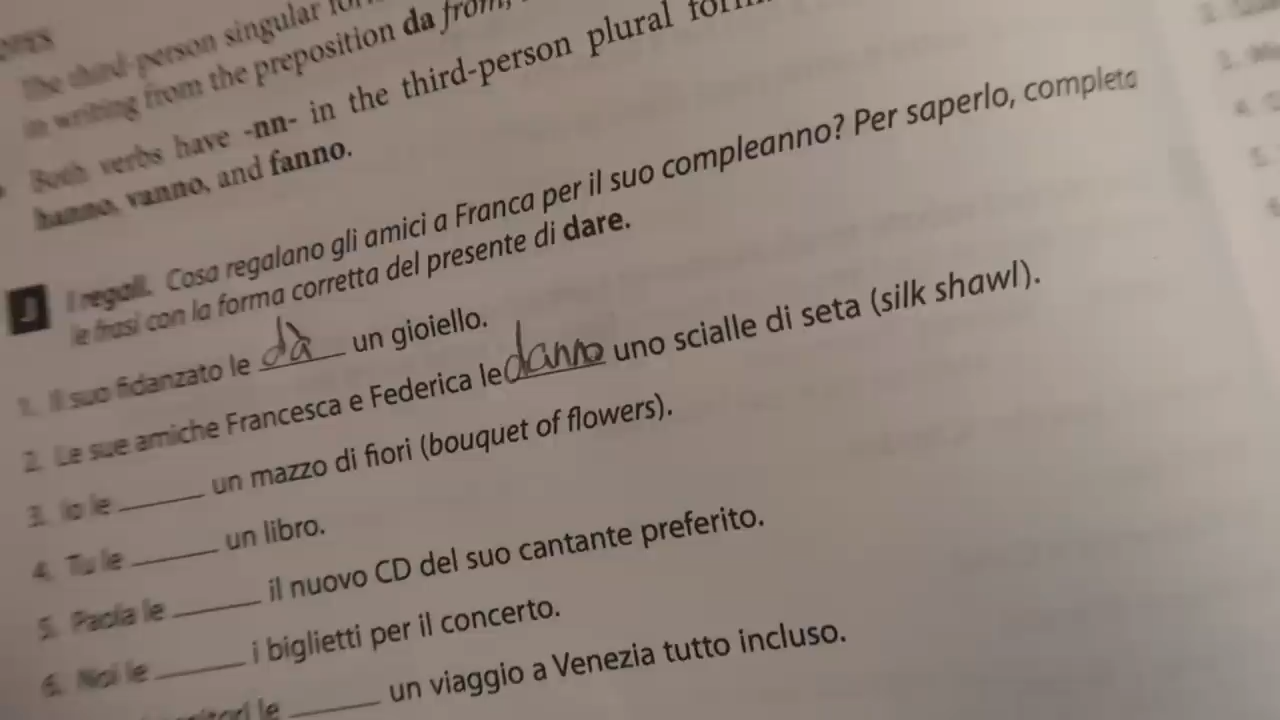 The third-person singular
in writing from the preposition da from,
Both verbs have -nn- in the third-person plural
hanno, vanno, and fanno.
J I regali. Cosa regalano gli amici a Franca per il suo compleanno? Per saperlo, completa
le frasi con la forma corretta del presente di dare.
1. Il suo fidanzato le dà un gioiello.
2. Le sue amiche Francesca e Federica le danno uno scialle di seta (silk shawl).
3. Io le ______ un mazzo di fiori (bouquet of flowers).
4. Tu le ______ un libro.
5. Paola le ______ il nuovo CD del suo cantante preferito.
6. Noi le ______ i biglietti per il concerto.
le ______ un viaggio a Venezia tutto incluso.